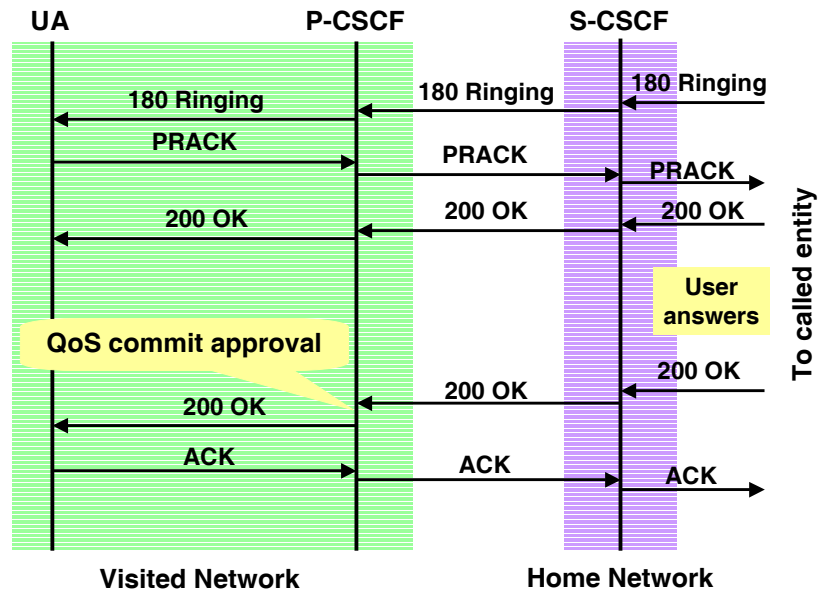 UA P-CSCF S-CSCF
180 Ringing 180 Ringing 180 Ringing
PRACK PRACK PRACK
200 OK 200 OK 200 OK
User
answers
QoS commit approval
200 OK 200 OK 200 OK
ACK ACK ACK
To called entity
Visited Network Home Network